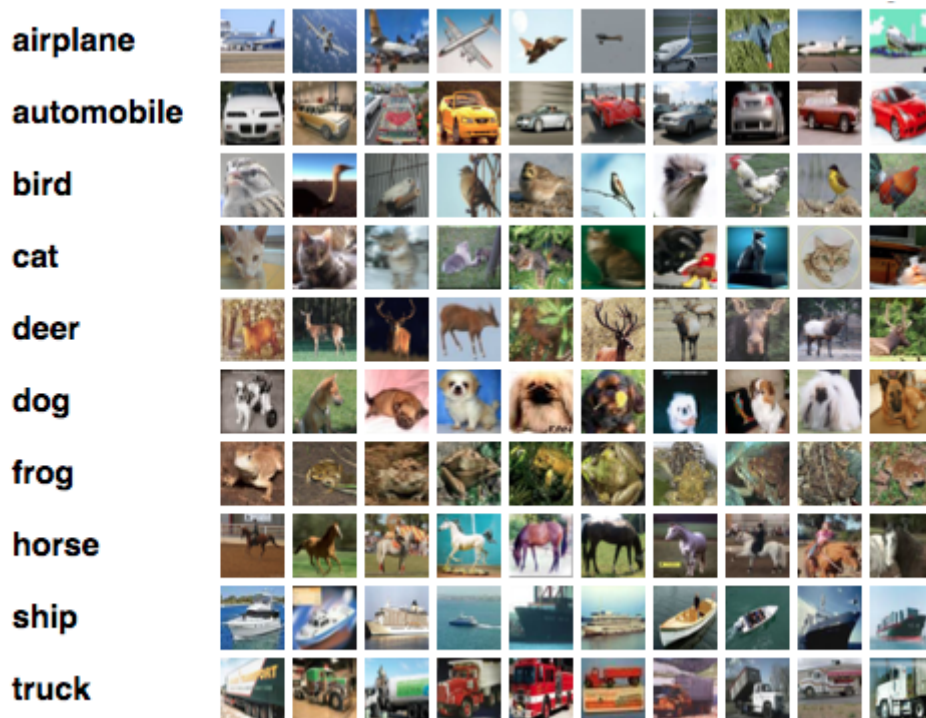 airplane
automobile
bird
cat
deer
dog
frog
horse
ship
truck